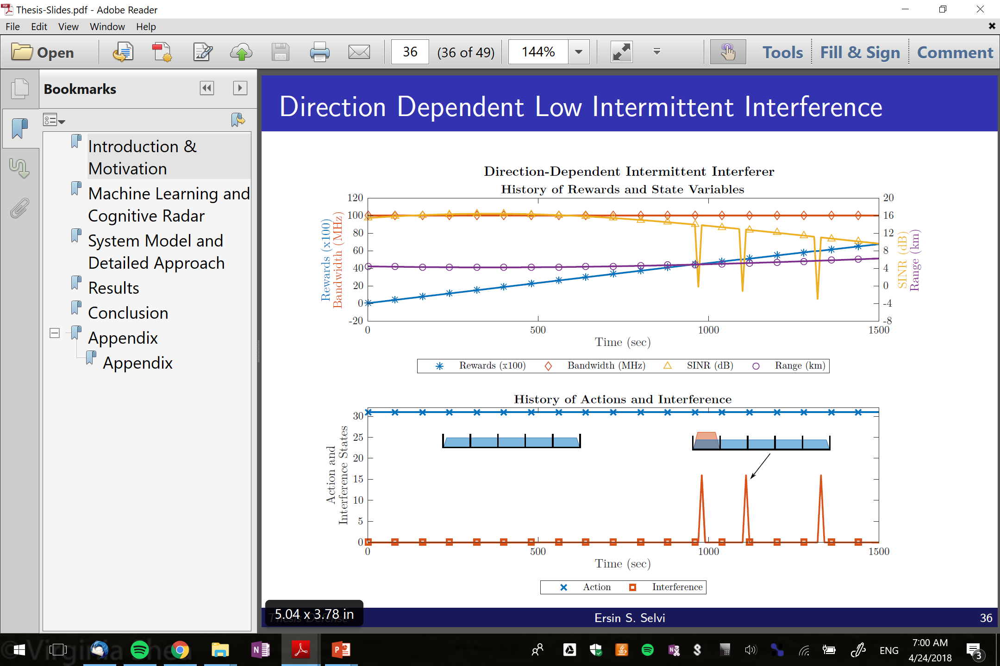 Thesis-Slides.pdf - Adobe Reader
File Edit View Window Help
Open 36 (36 of 49) 144% Tools Fill & Sign Comment
Bookmarks
Introduction &
Motivation
Machine Learning and
Cognitive Radar
System Model and
Detailed Approach
Results
Conclusion
Appendix
Appendix
Direction Dependent Low Intermittent Interference
Direction-Dependent Intermittent Interferer
History of Rewards and State Variables
Rewards (x100)
Bandwidth (MHz)
120
100
80
60
40
20
0
-20
20
16
12
8
4
0
-4
-8
SINR (dB)
Range (km)
0 500 1000 1500
Time (sec)
Rewards (x100) Bandwidth (MHz) SINR (dB) Range (km)
History of Actions and Interference
Action and
Interference States
30
25
20
15
10
5
0
0 500 1000 1500
Time (sec)
Action Interference
5.04 x 3.78 in
Thesis Defense
Ersin S. Selvi
36
ENG
7:00 AM
4/24/2018
3